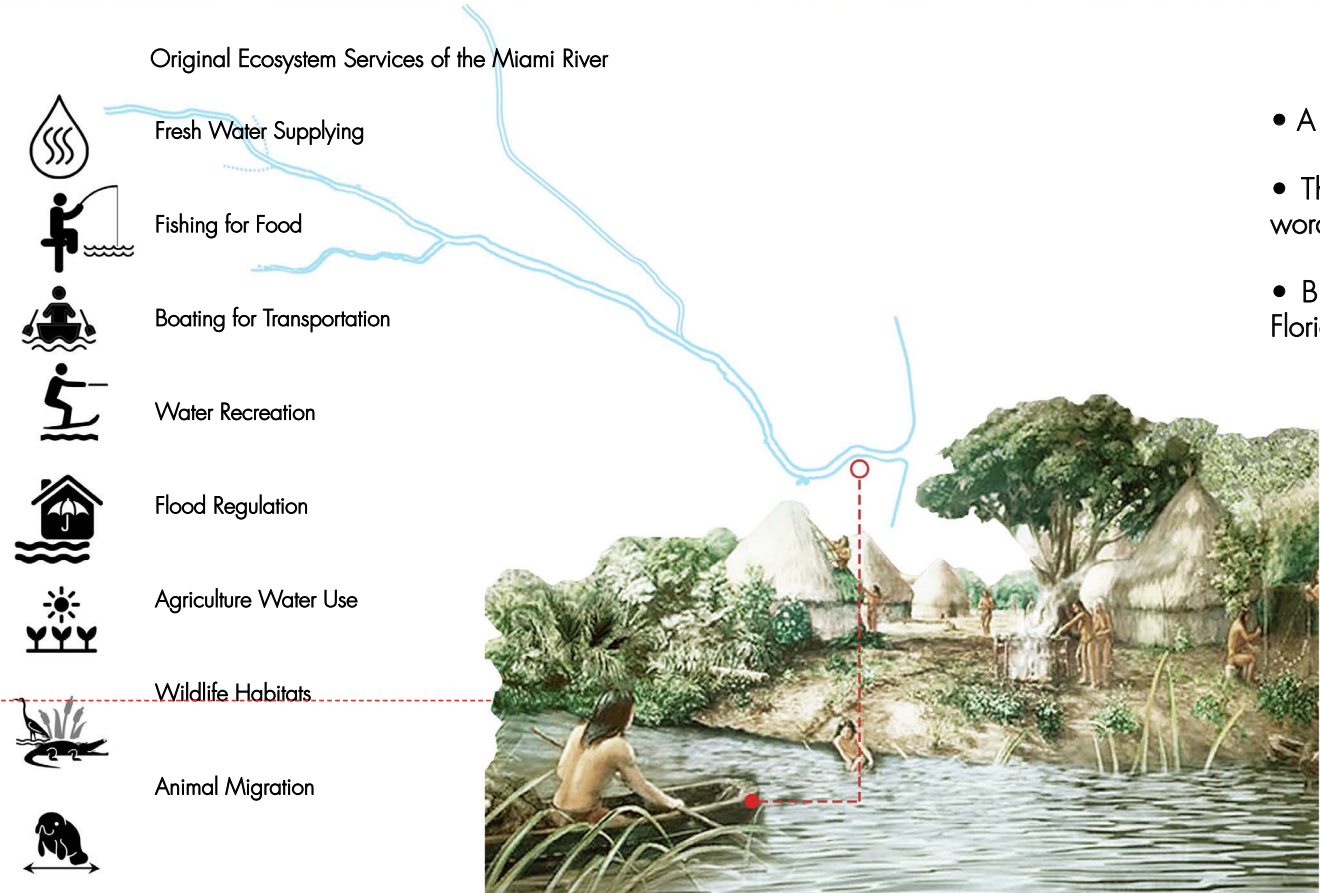 Original Ecosystem Services of the Miami River
Fresh Water Supplying
Fishing for Food
Boating for Transportation
Water Recreation
Flood Regulation
Agriculture Water Use
Wildlife Habitats
Animal Migration
• A
•
•